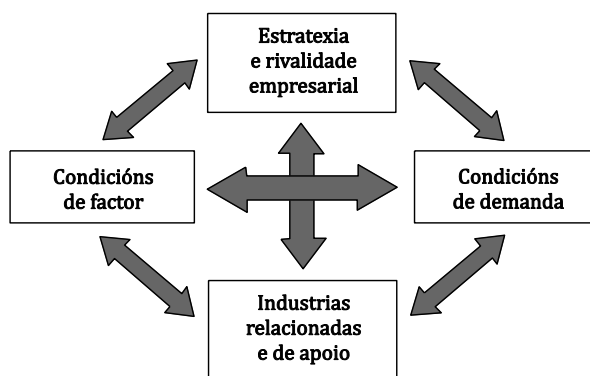 Estratexia
e rivalidade
empresarial
Condicións
de factor
Condicións
de demanda
Industrias
relacionadas
e de apoio